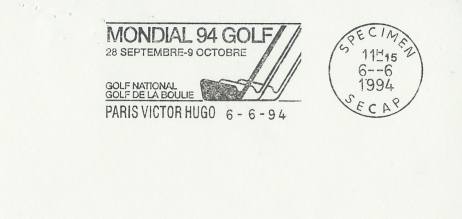 MONDIAL 94 GOLF
28 SEPTEMBRE-9 OCTOBRE
GOLF NATIONAL
GOLF DE LA BOULIE
PARIS VICTOR HUGO 6-6-94
SPECIMEN
11H15
6--6
1994
SECAP